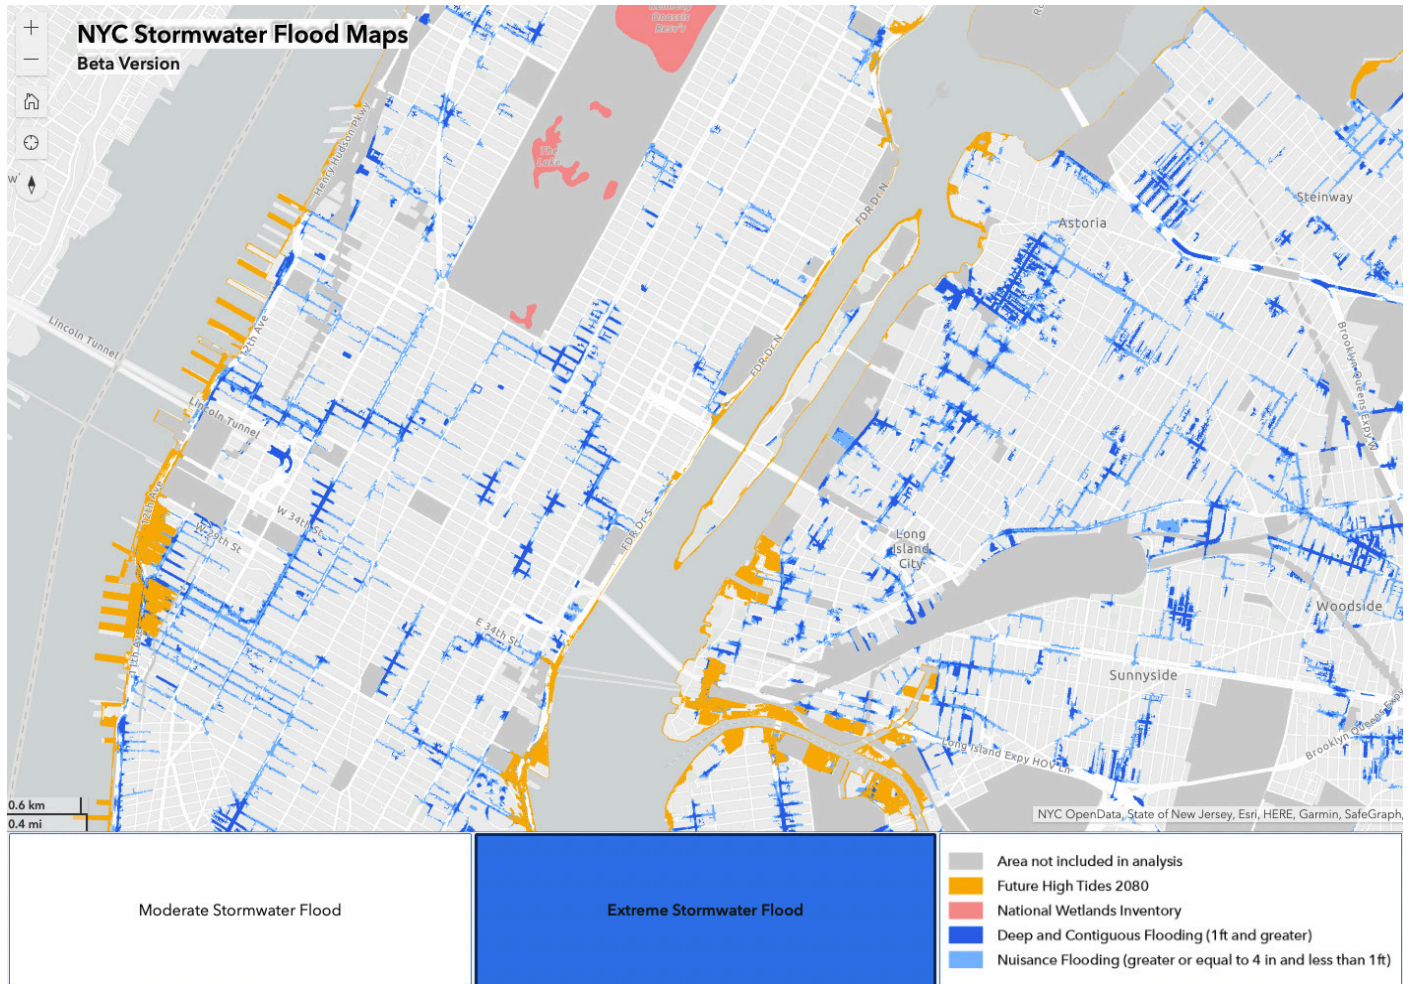 NYC Stormwater Flood Maps
Beta Version
Onassis
Res'r
Henry Hudson Pkwy
The
Lake
FDR Dr N
Steinway
Astoria
Lincoln Tunnel
12th Ave
FDR Dr N
Brooklyn Queens Expy W
Lincoln Tunnel
12th Ave
W 34th St
W 29th St
FDR Dr S
Long
Island
City
Woodside
E 34th St
11th Ave
Sunnyside
Long Island Expy HOV Ln
Brooklyn Queens Expy
0.6 km
0.4 mi
NYC OpenData, State of New Jersey, Esri, HERE, Garmin, SafeGraph,
Moderate Stormwater Flood
Extreme Stormwater Flood
Area not included in analysis
Future High Tides 2080
National Wetlands Inventory
Deep and Contiguous Flooding (1ft and greater)
Nuisance Flooding (greater or equal to 4 in and less than 1ft)